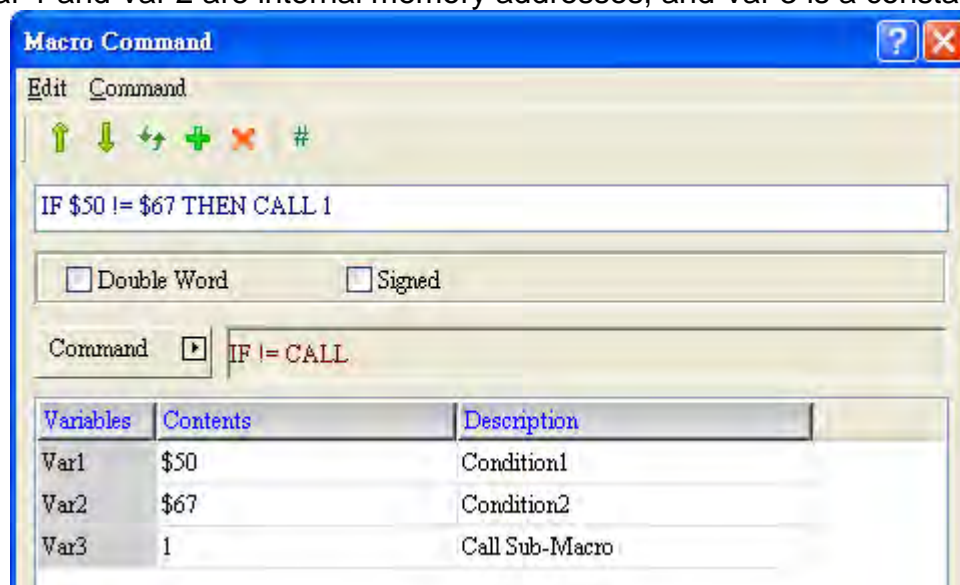 ar 1 and Var 2 are internal memory addresses, and Var 3 is a consta
Macro Command
Edit Command
#
IF $50 != $67 THEN CALL 1
Double Word Signed
Command IF != CALL
Variables Contents Description
Var1 $50 Condition1
Var2 $67 Condition2
Var3 1 Call Sub-Macro